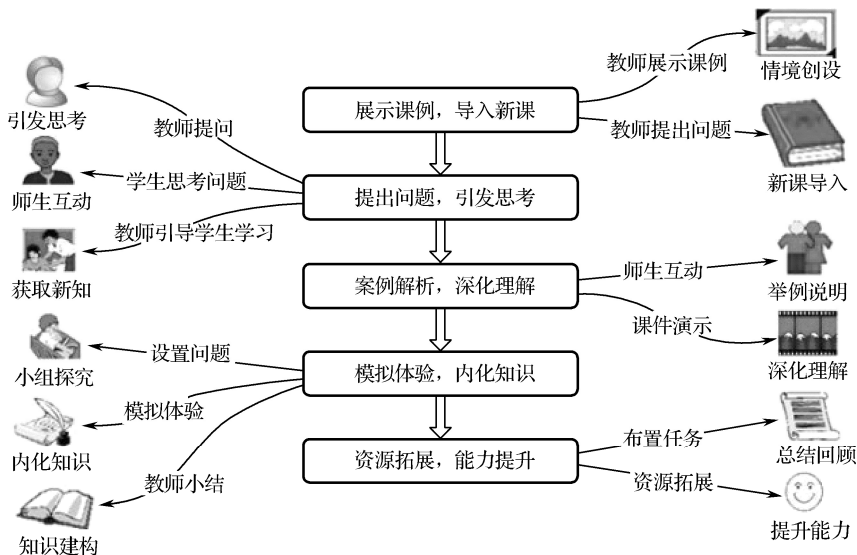 教师展示课例
情境创设
展示课例，导入新课
教师提出问题
新课导入
引发思考
教师提问
师生互动
学生思考问题
提出问题，引发思考
教师引导学生学习
获取新知
案例解析，深化理解
师生互动
举例说明
课件演示
深化理解
小组探究
设置问题
模拟体验，内化知识
模拟体验
内化知识
教师小结
知识建构
资源拓展，能力提升
布置任务
总结回顾
资源拓展
提升能力